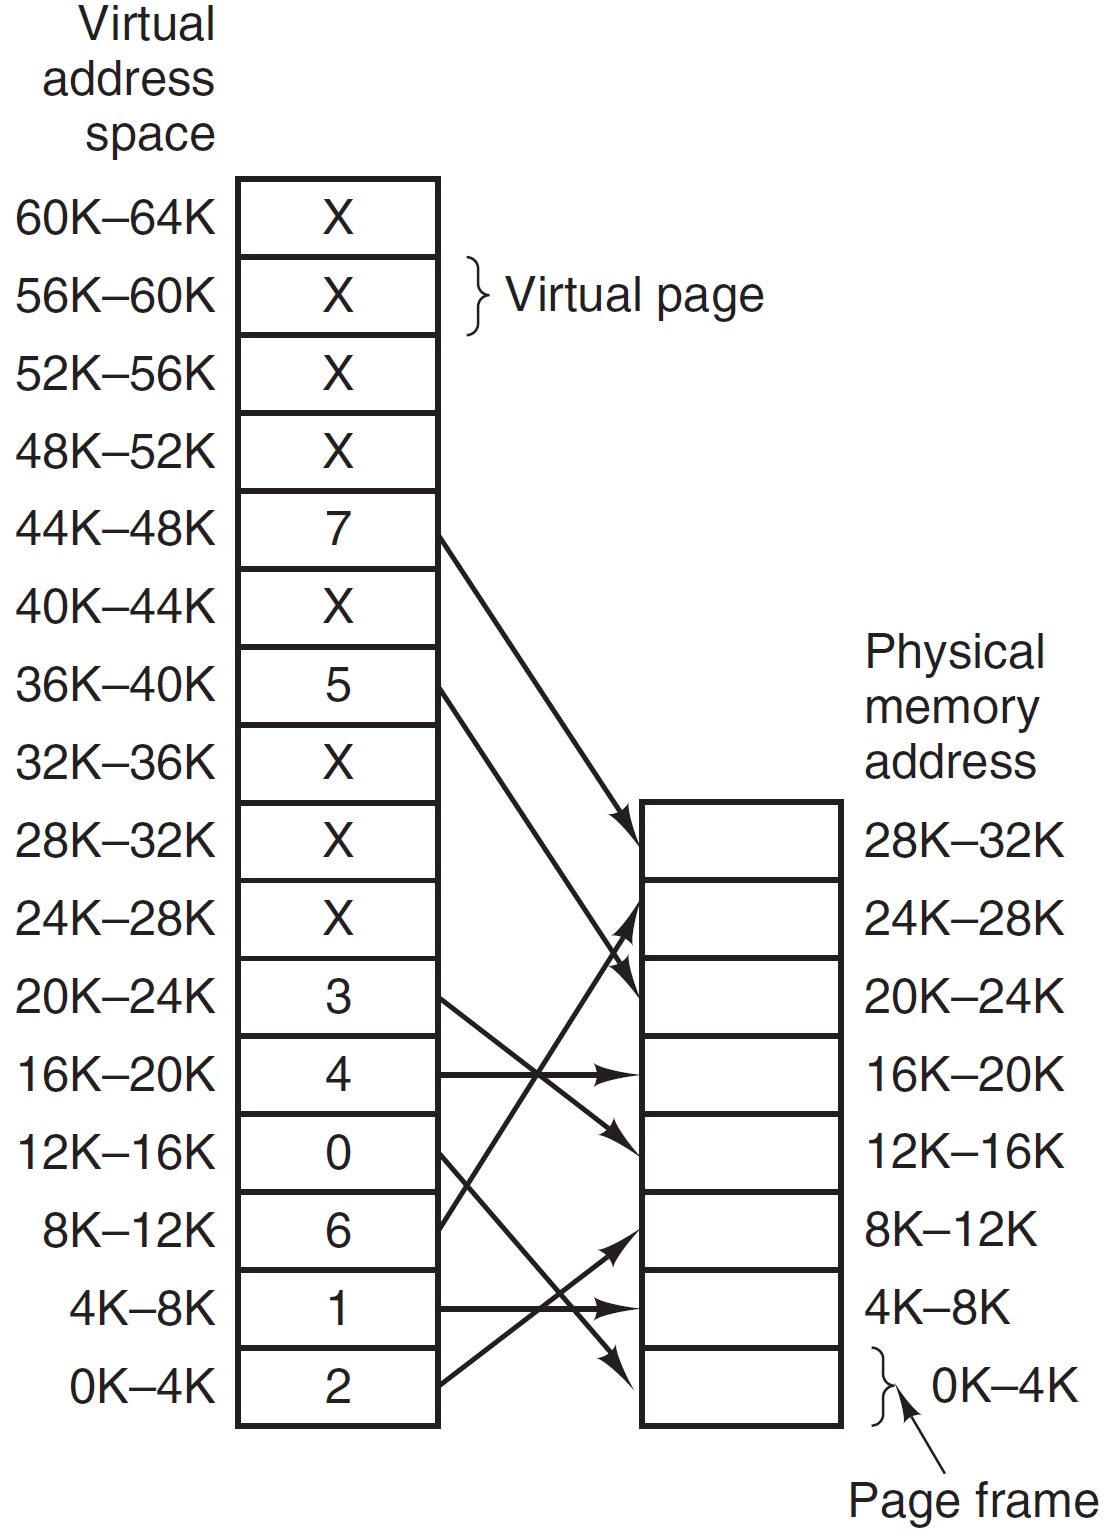 Virtual
address
space
60K–64K X
56K–60K X Virtual page
52K–56K X
48K–52K X
44K–48K 7
40K–44K X
36K–40K 5
32K–36K X
28K–32K X
24K–28K X
20K–24K 3
16K–20K 4
12K–16K 0
8K–12K 6
4K–8K 1
0K–4K 2
Physical
memory
address
28K–32K
24K–28K
20K–24K
16K–20K
12K–16K
8K–12K
4K–8K
0K–4K
Page frame